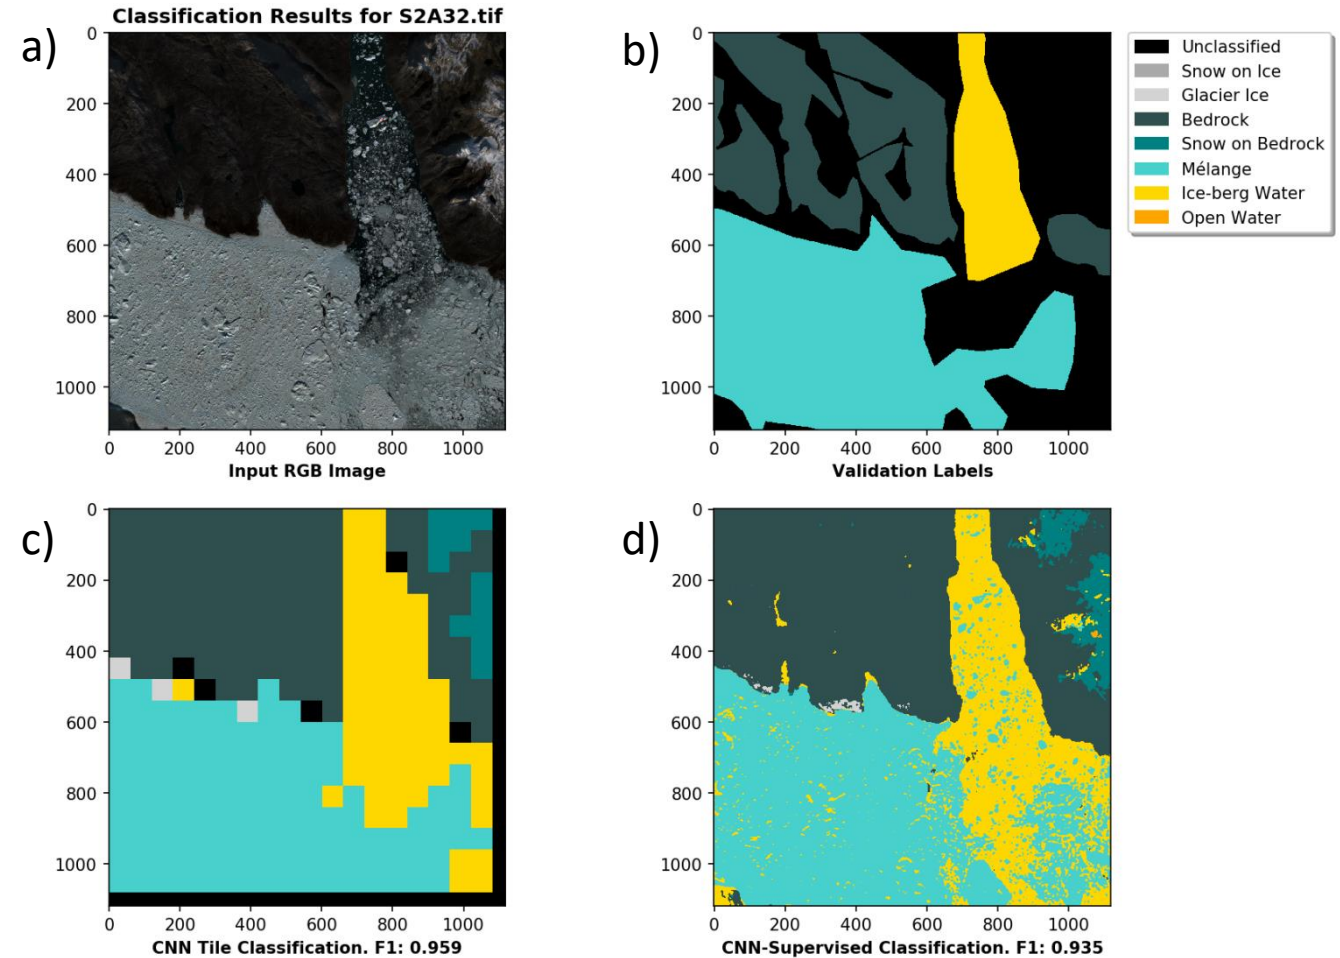 Classification Results for S2A32.tif
a)
0
200
400
600
800
1000
0 200 400 600 800 1000
Input RGB Image
b)
0
200
400
600
800
1000
0 200 400 600 800 1000
Validation Labels
Unclassified
Snow on Ice
Glacier Ice
Bedrock
Snow on Bedrock
Mélange
Ice-berg Water
Open Water
c)
0
200
400
600
800
1000
0 200 400 600 800 1000
CNN Tile Classification. F1: 0.959
d)
0
200
400
600
800
1000
0 200 400 600 800 1000
CNN-Supervised Classification. F1: 0.935